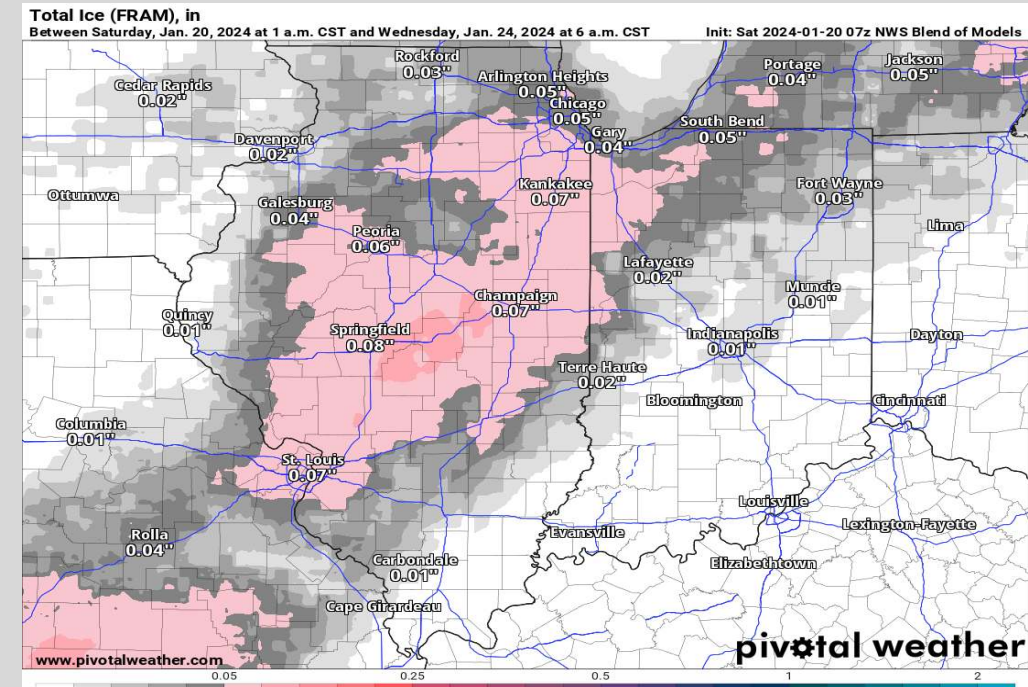 Total Ice (FRAM), in
Between Saturday, Jan. 20, 2024 at 1 a.m. CST and Wednesday, Jan. 24, 2024 at 6 a.m. CST
Init: Sat 2024-01-20 07z NWS Blend of Models
Rockford
0.03"
Cedar Rapids
0.02"
Arlington Heights
0.05"
Portage
0.04"
Jackson
0.05"
Chicago
0.05"
South Bend
0.05"
Gary
0.04"
Davenport
0.02"
Ottumwa
Galesburg
0.04"
Kankakee
0.07"
Fort Wayne
0.03"
Peoria
0.06"
Lima
Lafayette
0.02"
Muncie
0.01"
Champaign
0.07"
Quincy
0.01"
Springfield
0.08"
Indianapolis
0.01"
Dayton
Terre Haute
0.02"
Bloomington
Cincinnati
Columbia
0.01"
St. Louis
0.07"
Louisville
Lexington-Fayette
Rolla
0.04"
Evansville
Carbondale
0.01"
Elizabethtown
Cape Girardeau
pivotal weather
www.pivotalweather.com
0.05
0.25
0.5
1
2